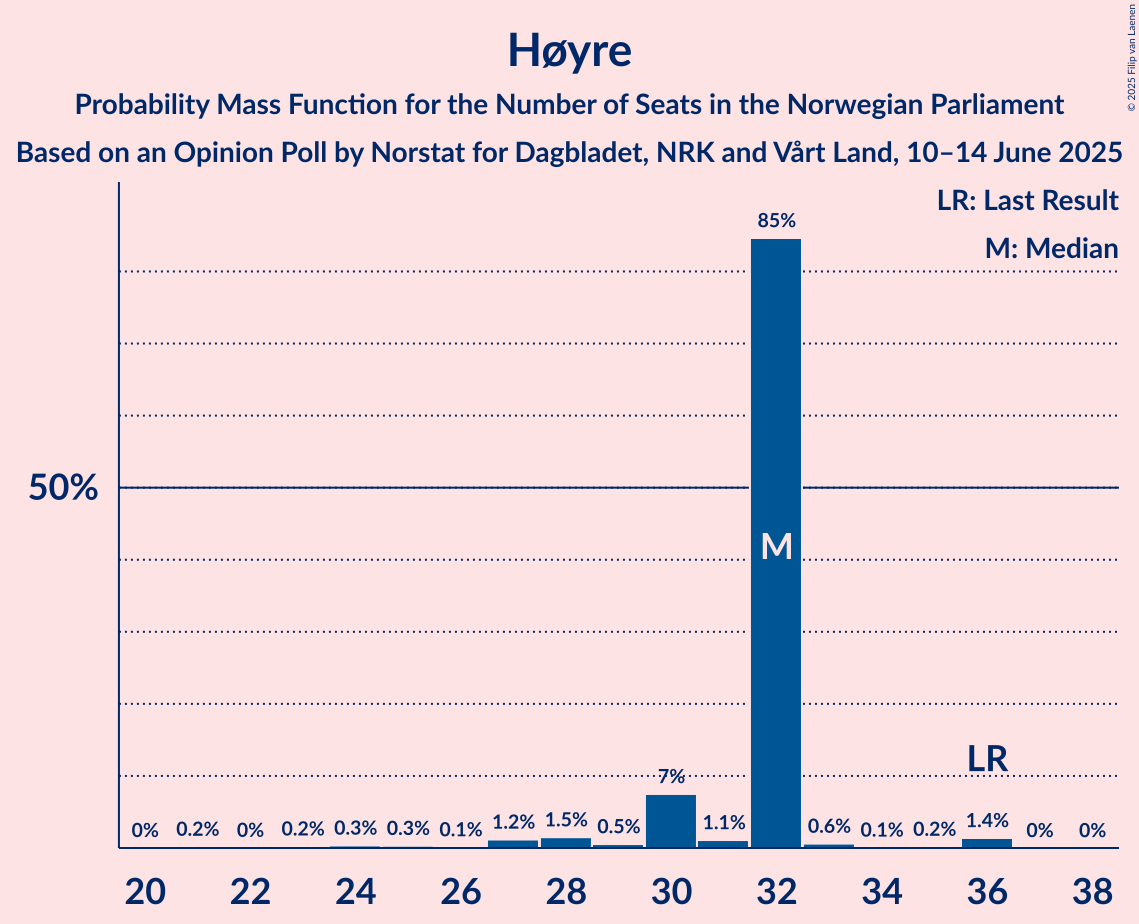 Høyre
Probability Mass Function for the Number of Seats in the Norwegian Parliament
Based on an Opinion Poll by Norstat for Dagbladet, NRK and Vårt Land, 10–14 June 2025
© 2025 Filip van Laenen
LR: Last Result
M: Median
85%
50%
M
LR
7%
0% 0.2% 0% 0.2% 0.3% 0.3% 0.1% 1.2% 1.5% 0.5% 1.1% 0.6% 0.1% 0.2% 1.4% 0% 0%
20 22 24 26 28 30 32 34 36 38